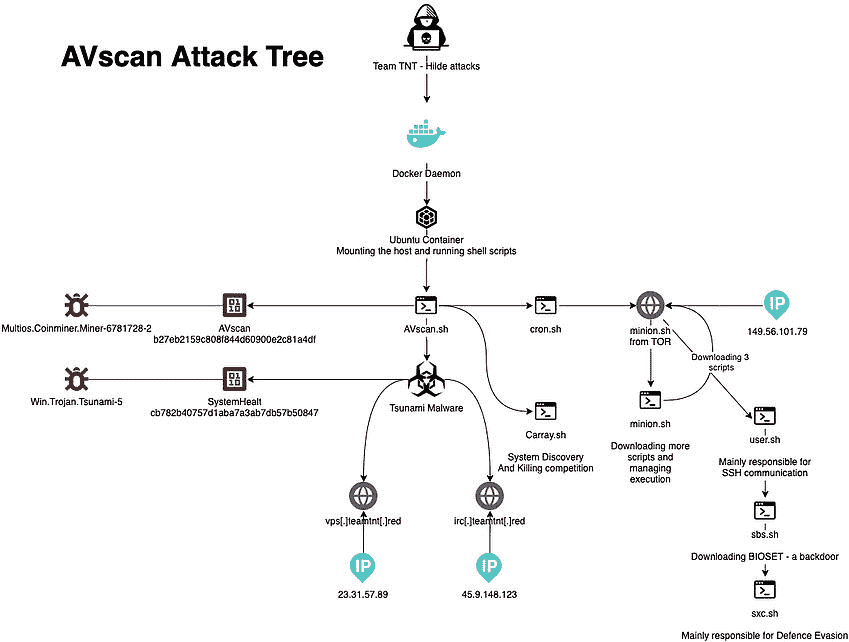 AVscan Attack Tree
Team TNT - Hilde attacks
Docker Daemon
Ubuntu Container
Mounting the host and running shell scripts
Multios.Coinminer.Miner-6781728-2
AVscan
b27eb2159c808f844d60900e2c81a4df
AVscan.sh
cron.sh
minion.sh
from TOR
IP
149.56.101.79
Downloading 3
scripts
Win.Trojan.Tsunami-5
SystemHealt
cb782b40757d1aba7a3ab7db57b50847
Tsunami Malware
Carray.sh
System Discovery
And Killing competition
minion.sh
Downloading more
scripts and
managing
execution
user.sh
Mainly responsible for
SSH communication
vps[.]teamtnt[.]red
irc[.]teamtnt[.]red
sbs.sh
Downloading BIOSET - a backdoor
IP
23.31.57.89
IP
45.9.148.123
sxc.sh
Mainly responsible for Defence Evasion